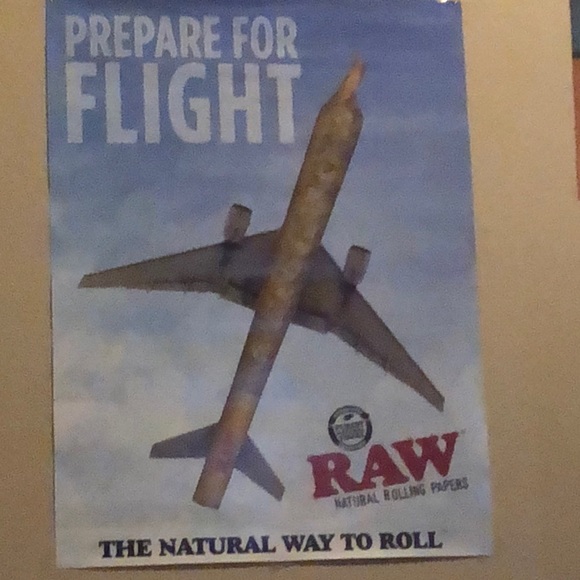 PREPARE FOR
FLIGHT
RAW
NATURAL ROLLING PAPERS
THE NATURAL WAY TO ROLL